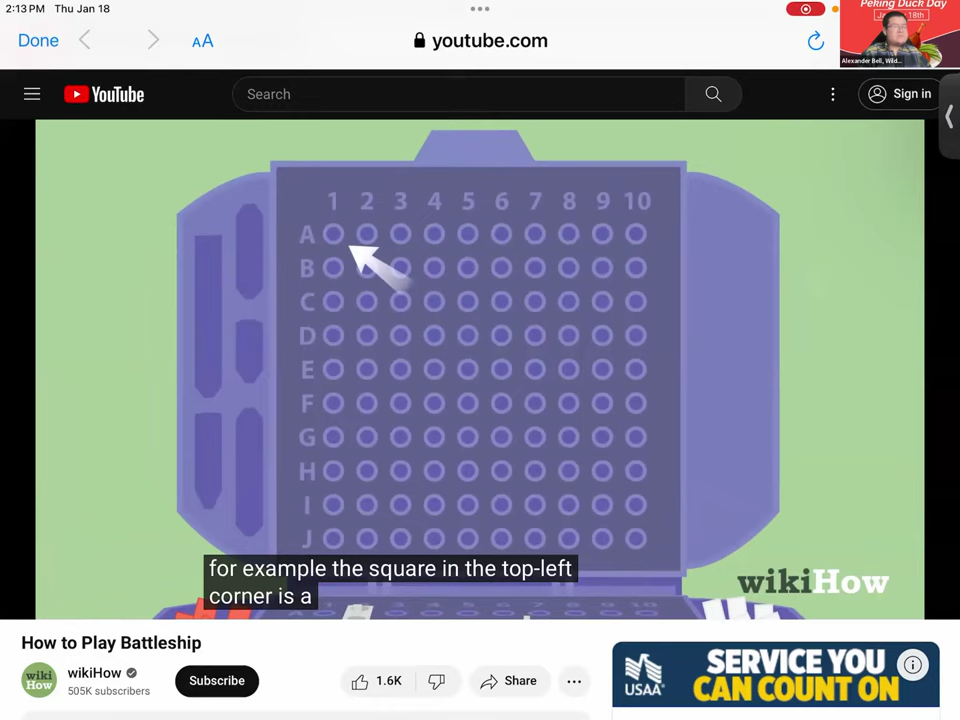 2:13 PM Thu Jan 18
Peking Duck Day
18th
Alexander Bell, Wild...
Done
AA
youtube.com
YouTube
Search
Sign in
1 2 3 4 5 6 7 8 9 10
A
B
C
D
E
F
G
H
I
J
for example the square in the top-left
corner is a
wikiHow
How to Play Battleship
wiki
How
wikiHow
505K subscribers
Subscribe
1.6K
Share
USAA
SERVICE YOU
CAN COUNT ON